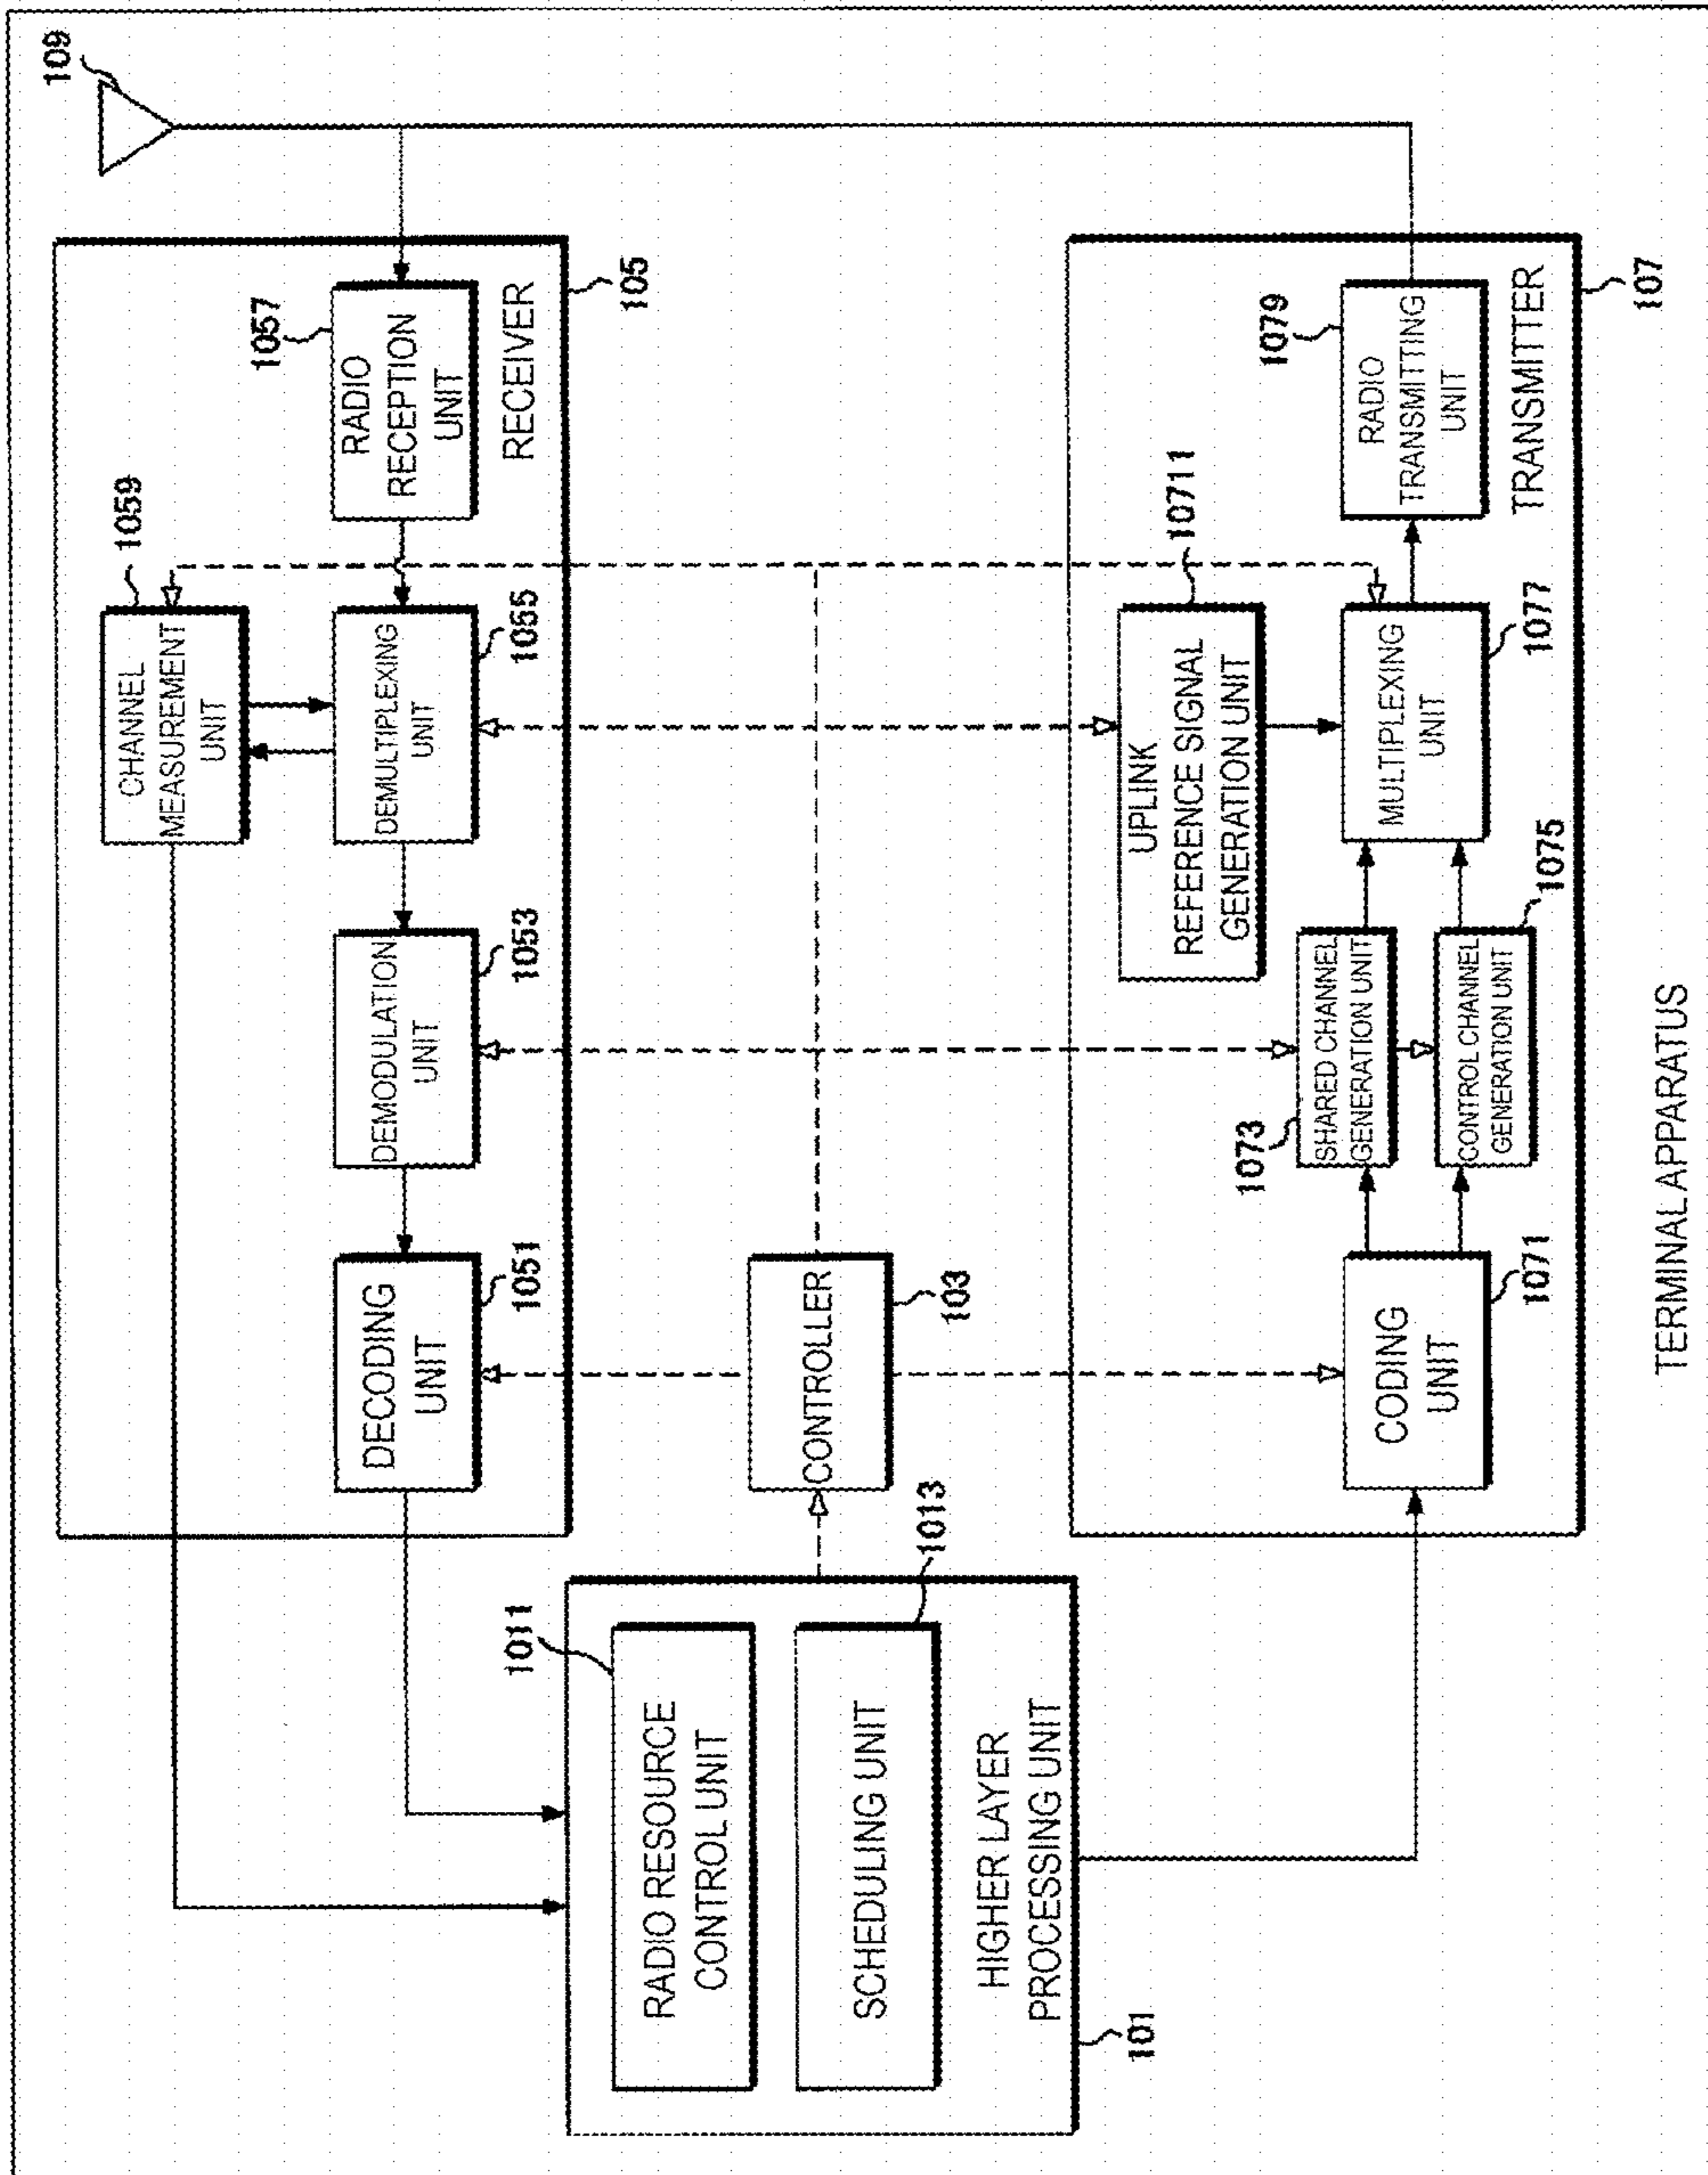 109
1057
RADIO
RECEPTION
UNIT
RECEIVER
105
1059
CHANNEL
MEASUREMENT
UNIT
DEMULTIPLEXING
UNIT
1055
DEMODULATION
UNIT
1053
DECODING
UNIT
1051
1011
RADIO RESOURCE
CONTROL UNIT
1013
SCHEDULING UNIT
HIGHER LAYER
PROCESSING UNIT
101
CONTROLLER
103
10711
UPLINK
REFERENCE SIGNAL
GENERATION UNIT
CODING
UNIT
1071
1073
SHARED CHANNEL
GENERATION UNIT
CONTROL CHANNEL
GENERATION UNIT
1075
MULTIPLEXING
UNIT
1077
1079
RADIO
TRANSMITTING
UNIT
TRANSMITTER
107
TERMINAL APPARATUS